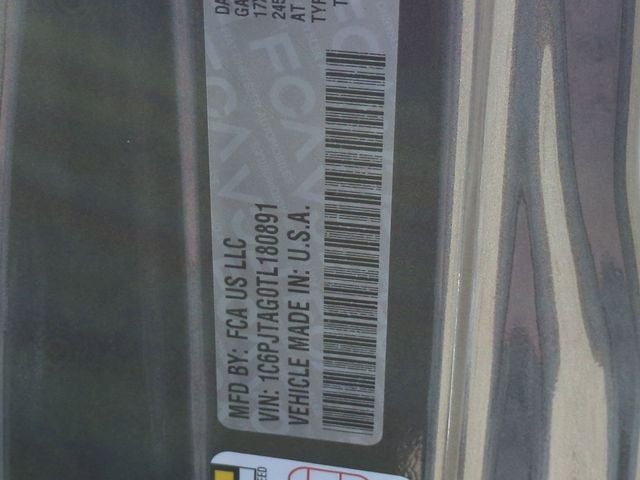 MFD BY: FCA US LLC
VIN: 1C6PJTAG0TL180891
VEHICLE MADE IN: U.S.A.